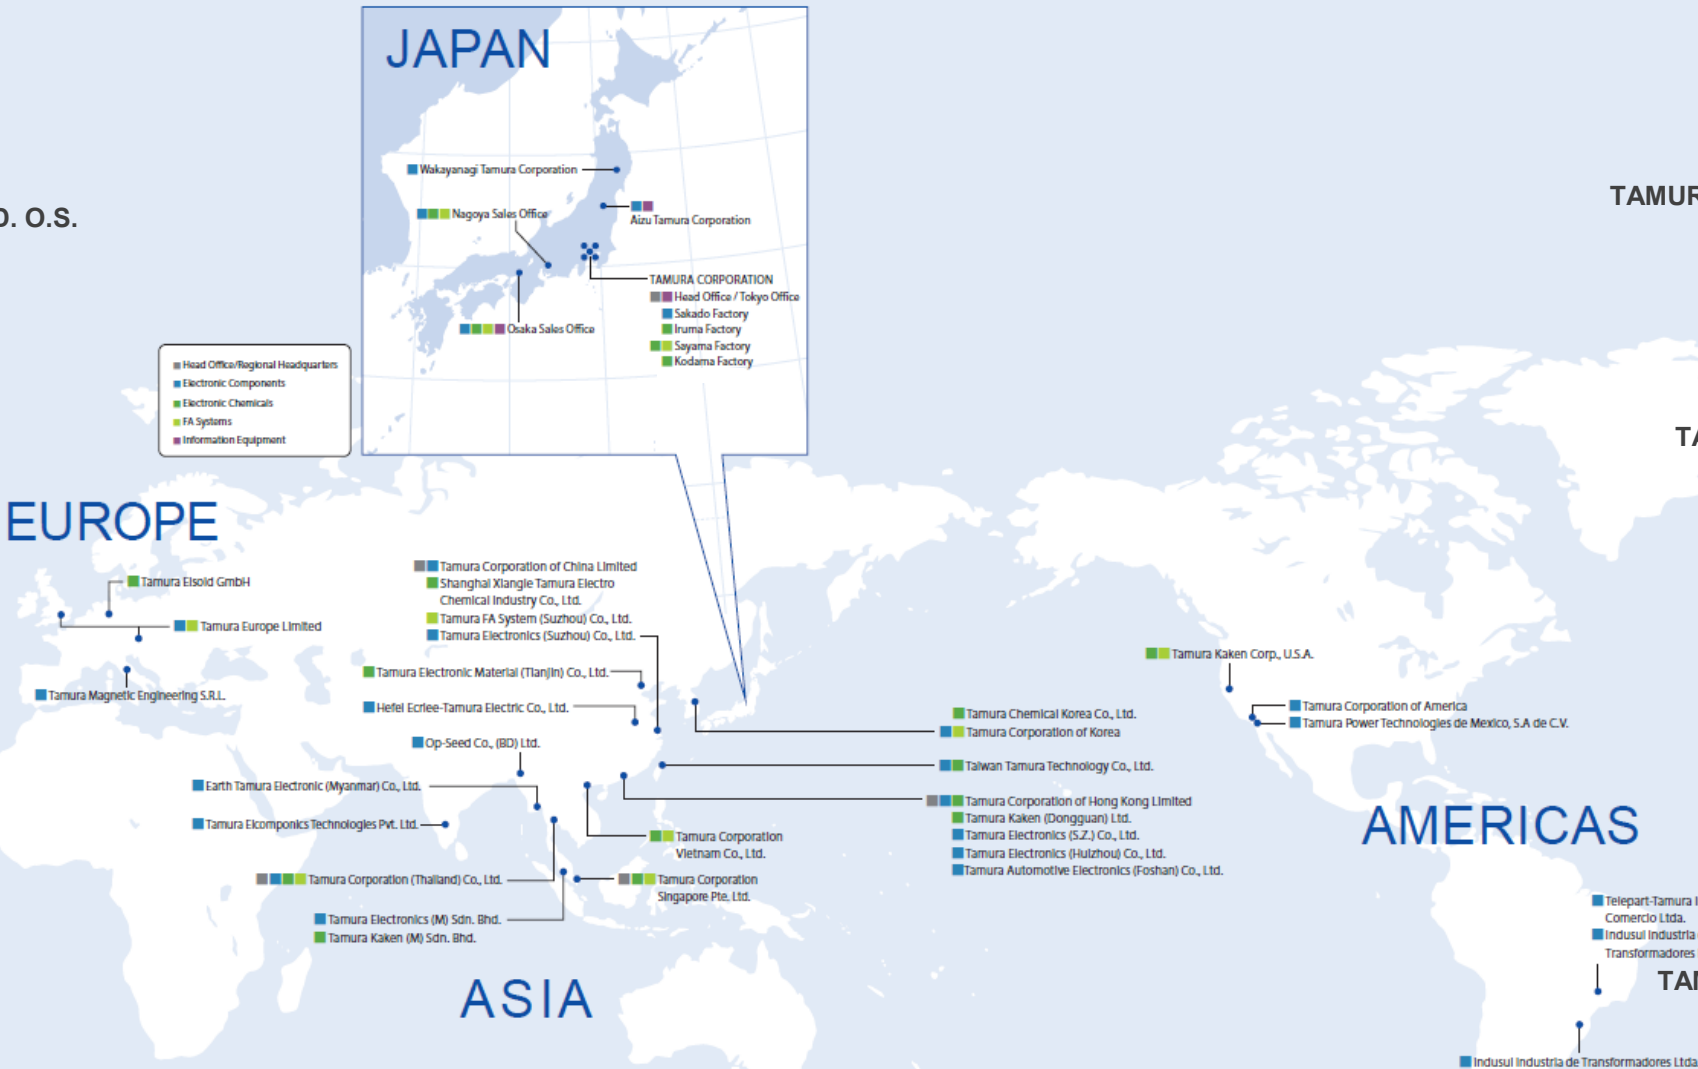 JAPAN
Wakayanagi Tamura Corporation
Nagoya Sales Office
Aizu Tamura Corporation
TAMURA CORPORATION
Head Office / Tokyo Office
Sakado Factory
Iruma Factory
Sayama Factory
Kodama Factory
Osaka Sales Office
O.S.
Head Office/Regional Headquarters
Electronic Components
Electronic Chemicals
FA Systems
Information Equipment
EUROPE
Tamura Elsold GmbH
Tamura Europe Limited
Tamura Magnetic Engineering S.R.L.
Tamura Corporation of China Limited
Shanghai Xiangle Tamura Electro
Chemical Industry Co., Ltd.
Tamura FA System (Suzhou) Co., Ltd.
Tamura Electronics (Suzhou) Co., Ltd.
Tamura Electronic Material (Tianjin) Co., Ltd.
Hefei Ecriee-Tamura Electric Co., Ltd.
Op-Seed Co., (BD) Ltd.
Earth Tamura Electronic (Myanmar) Co., Ltd.
Tamura Elcomponics Technologies Pvt. Ltd.
Tamura Corporation (Thailand) Co., Ltd.
Tamura Electronics (M) Sdn. Bhd.
Tamura Kaken (M) Sdn. Bhd.
Tamura Corporation
Vietnam Co., Ltd.
Tamura Corporation
Singapore Pte. Ltd.
ASIA
Tamura Chemical Korea Co., Ltd.
Tamura Corporation of Korea
Taiwan Tamura Technology Co., Ltd.
Tamura Corporation of Hong Kong Limited
Tamura Kaken (Dongguan) Ltd.
Tamura Electronics (S.Z.) Co., Ltd.
Tamura Electronics (Huizhou) Co., Ltd.
Tamura Automotive Electronics (Foshan) Co., Ltd.
Tamura Kaken Corp., U.S.A.
Tamura Corporation of America
Tamura Power Technologies de Mexico, S.A de C.V.
AMERICAS
Telepart-Tamura
Comercio Ltda.
Indusul Industria
Transformadores
Indusul Industria de Transformadores Ltda
TAMUR
TA
TAM